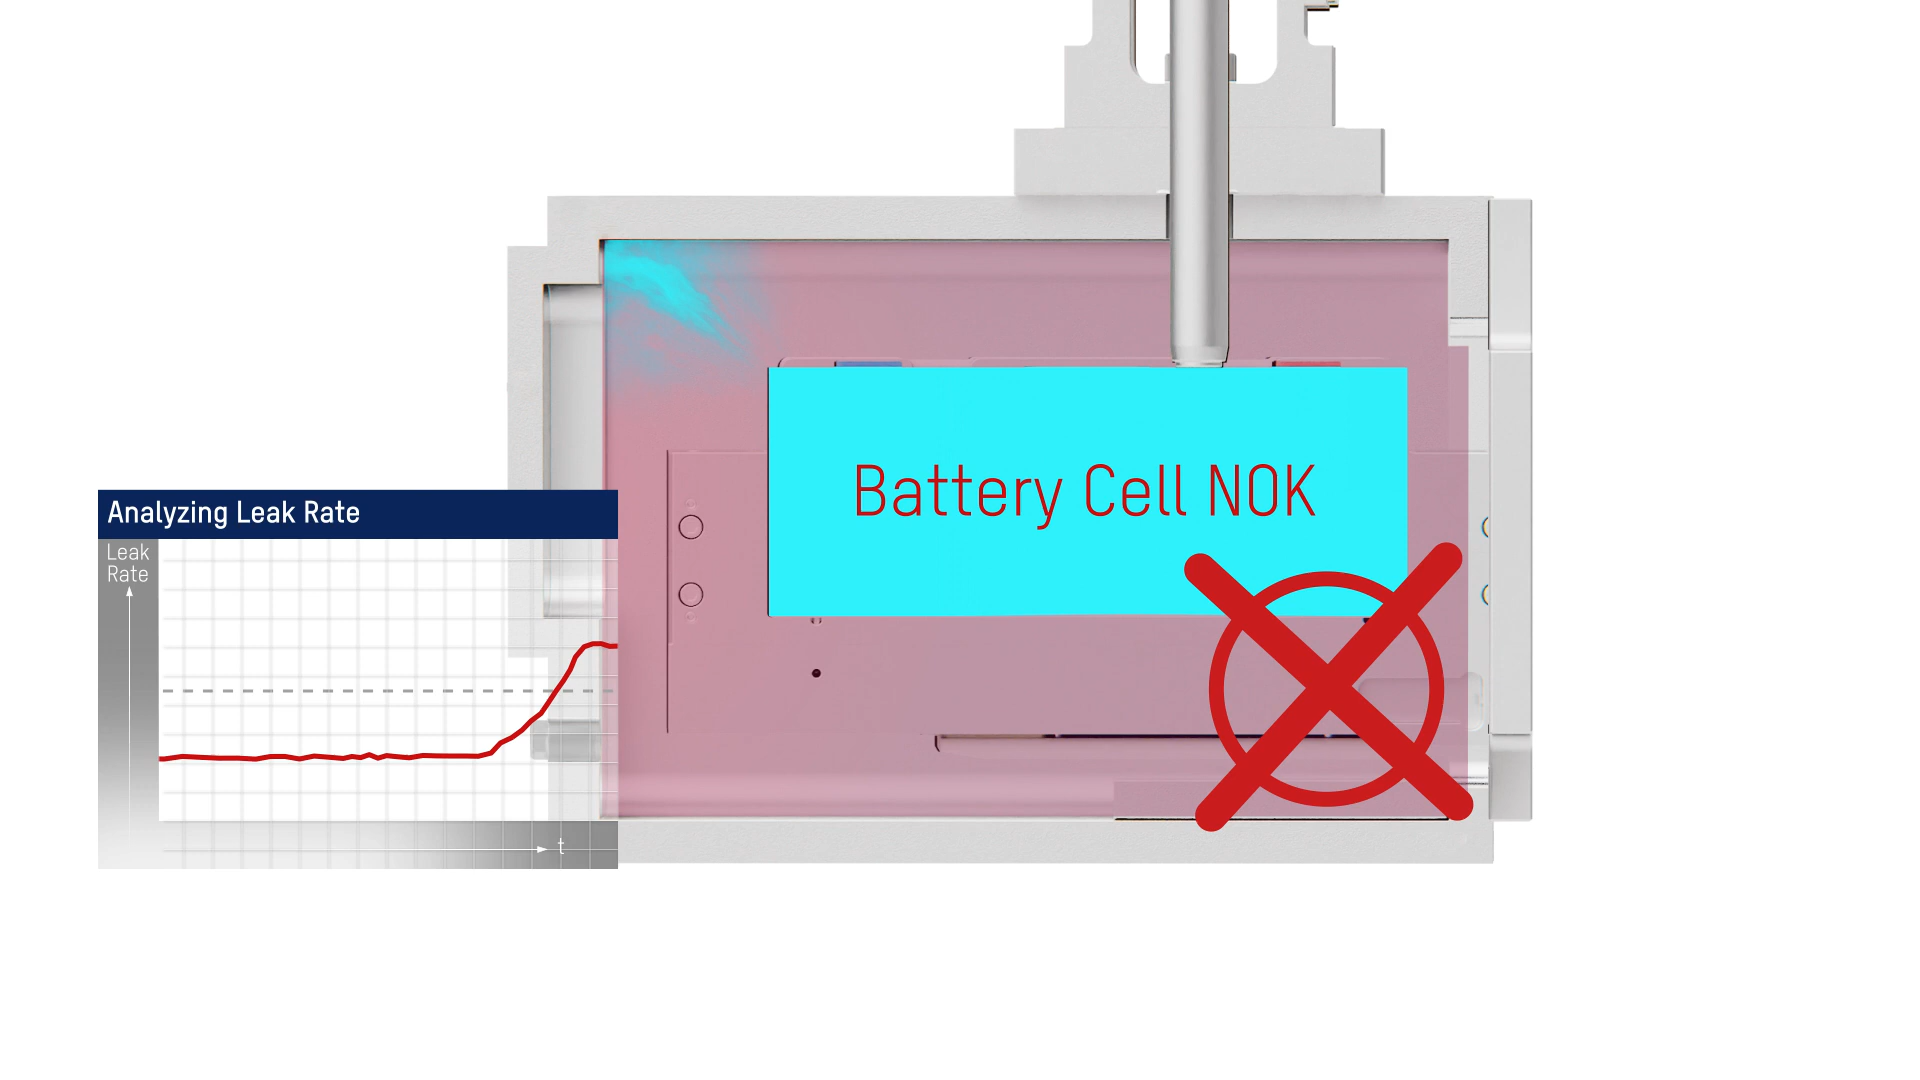 Battery Cell NOK
Analyzing Leak Rate
Leak
Rate
t